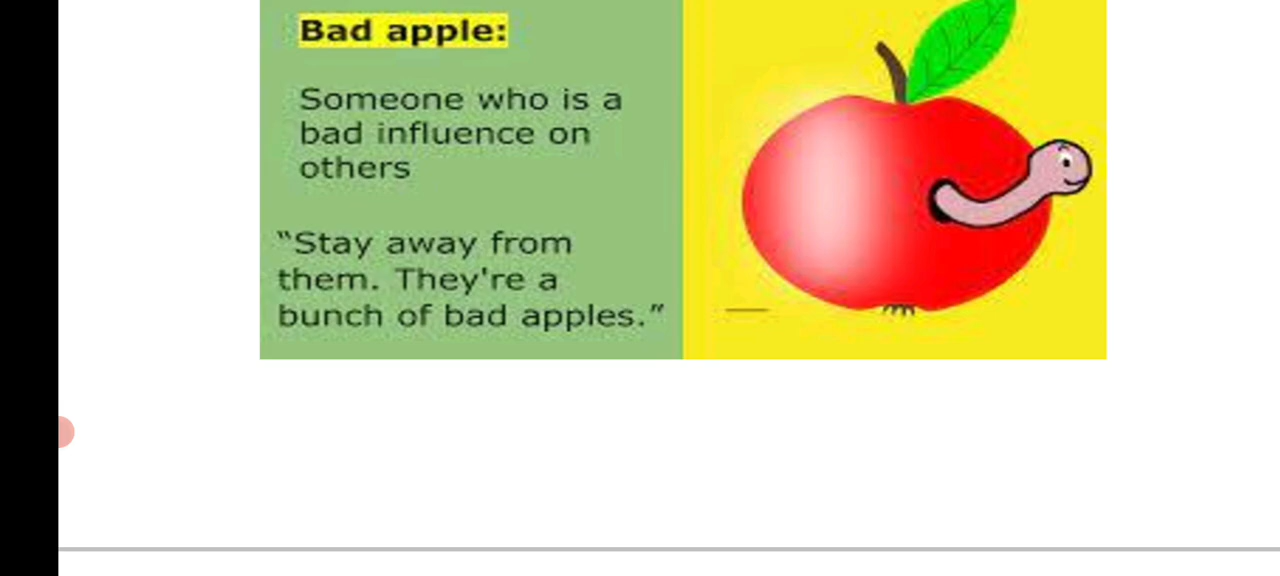 Bad apple:
Someone who is a
bad influence on
others
“Stay away from
them. They're a
bunch of bad apples.”